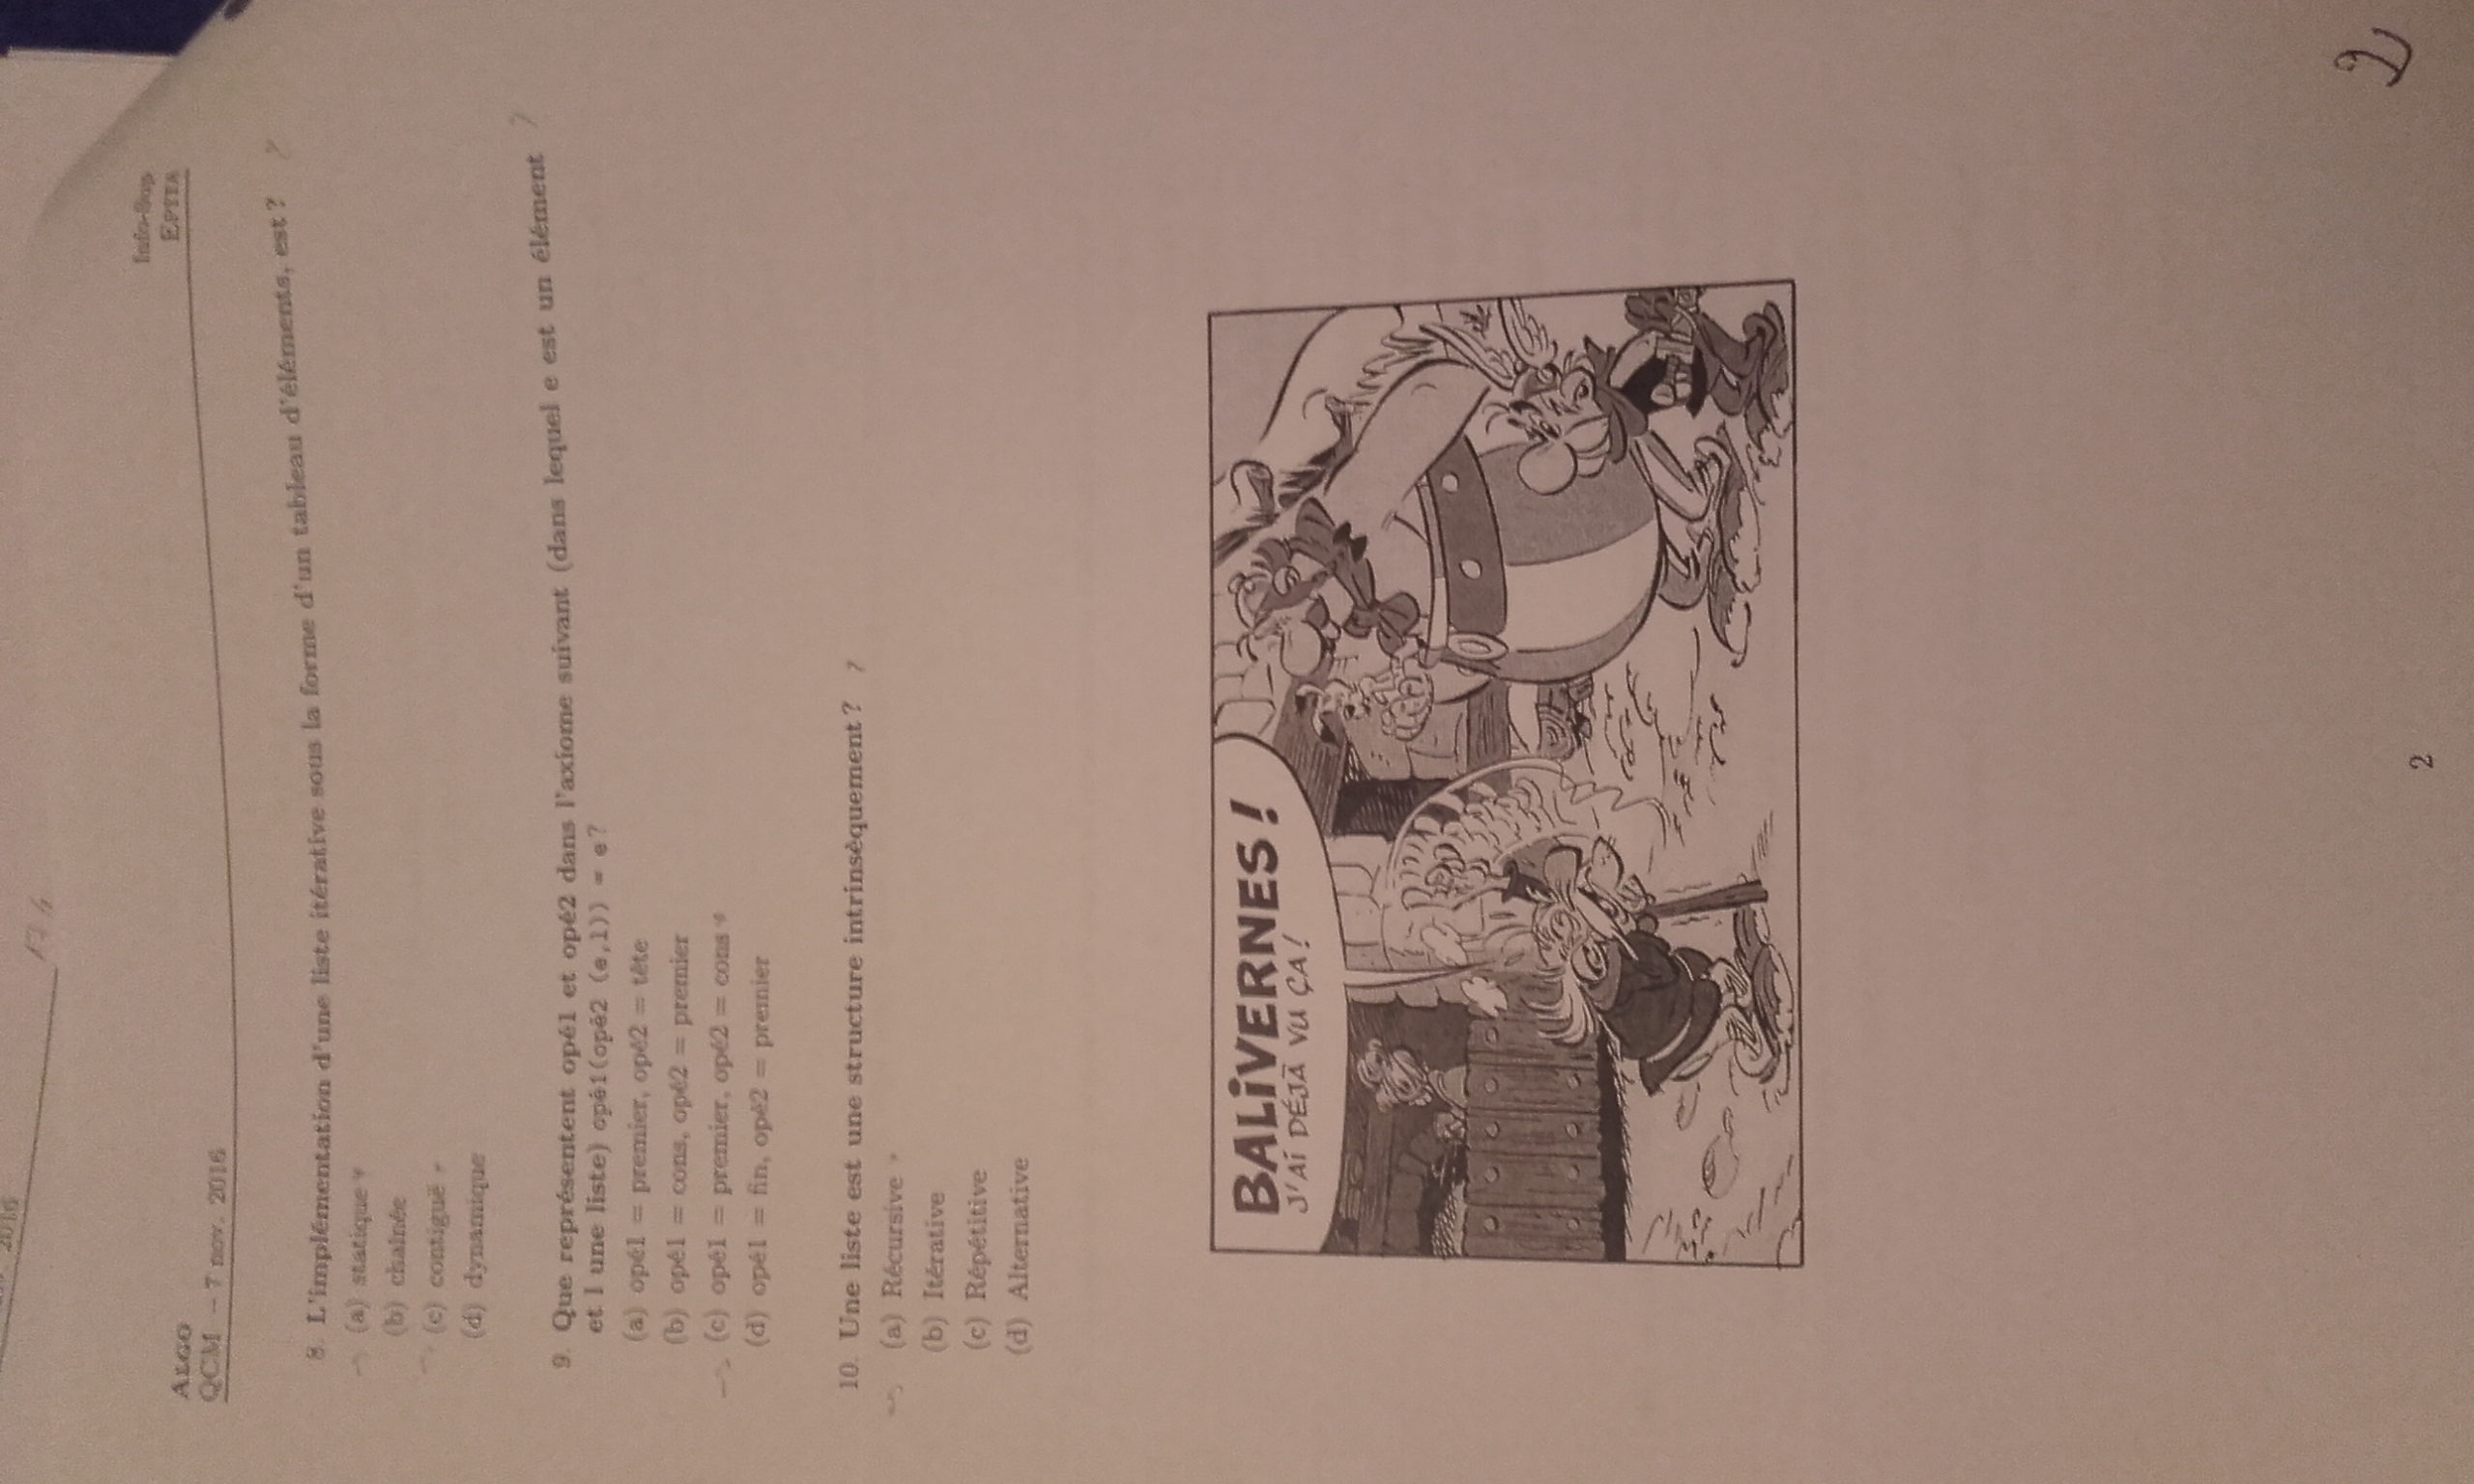 2016
ALGO
QCM – 7 nov. 2016
Info-Sup
EPITA
8. L'implémentation d'une liste itérative sous la forme d'un tableau d'éléments, est ?
(a) statique
(b) chaînée
(c) contiguë
(d) dynamique
9. Que représentent opé1 et opé2 dans l'axiome suivant (dans lequel e est un élément
et l une liste) opé1(opé2 (e,l)) = e ?
(a) opé1 = premier, opé2 = tête
(b) opé1 = cons, opé2 = premier
(c) opé1 = premier, opé2 = cons
(d) opé1 = fin, opé2 = premier
10. Une liste est une structure intrinsèquement ?
(a) Récursive
(b) Itérative
(c) Répétitive
(d) Alternative
BALiVERNES !
J'AI DÉJÀ VU ÇA !
2
2